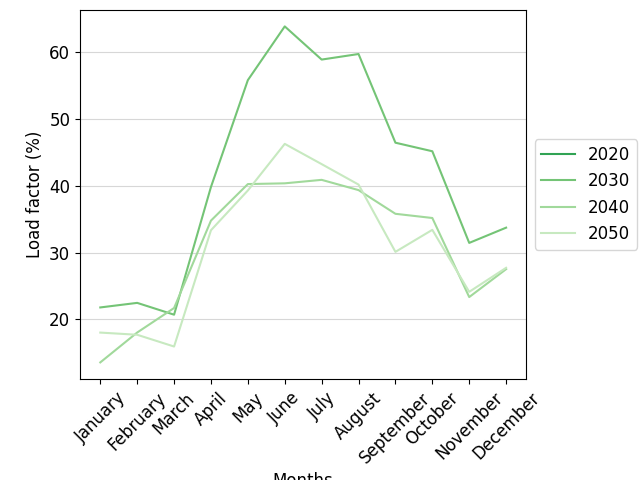 Load factor (%)
60
50
40
30
20
January
February
March
April
May
June
July
August
September
October
November
December
Months
2020
2030
2040
2050